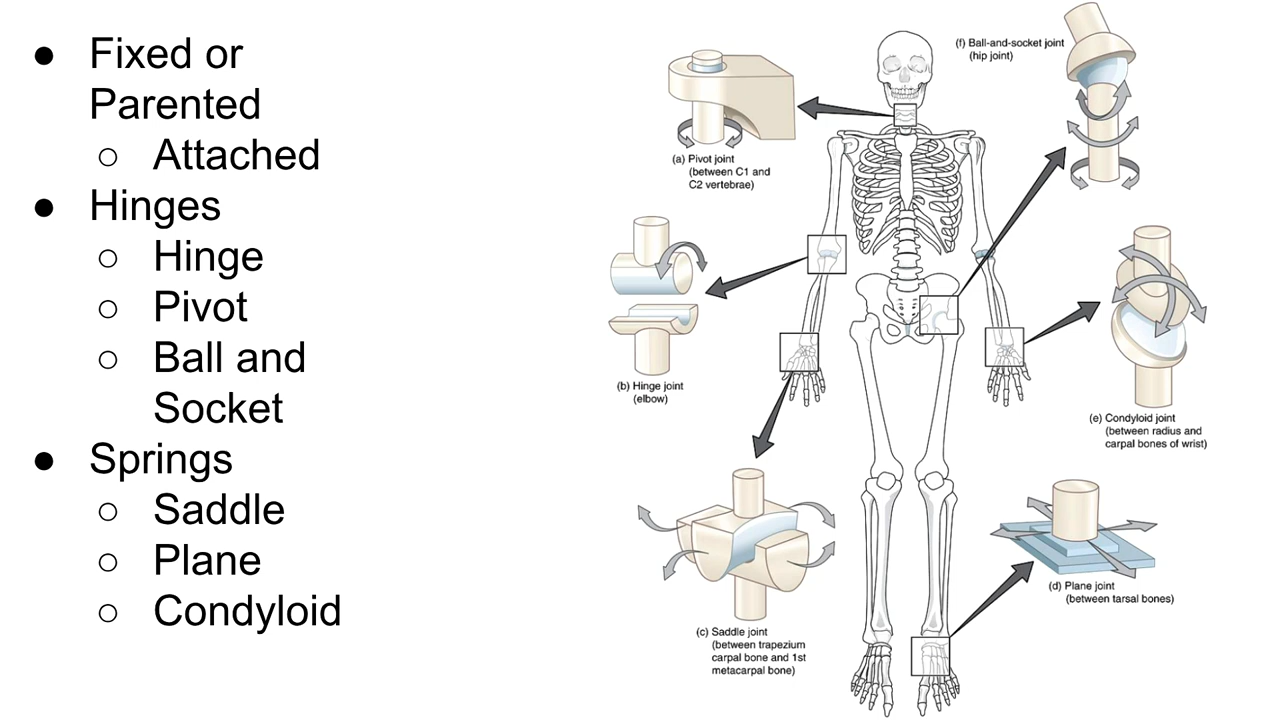 ● Fixed or
Parented
○ Attached
● Hinges
○ Hinge
○ Pivot
○ Ball and
Socket
● Springs
○ Saddle
○ Plane
○ Condyloid
(f) Ball-and-socket joint
(hip joint)
(a) Pivot joint
(between C1 and
C2 vertebrae)
(b) Hinge joint
(elbow)
(e) Condyloid joint
(between radius and
carpal bones of wrist)
(d) Plane joint
(between tarsal bones)
(c) Saddle joint
(between trapezium
carpal bone and 1st
metacarpal bone)